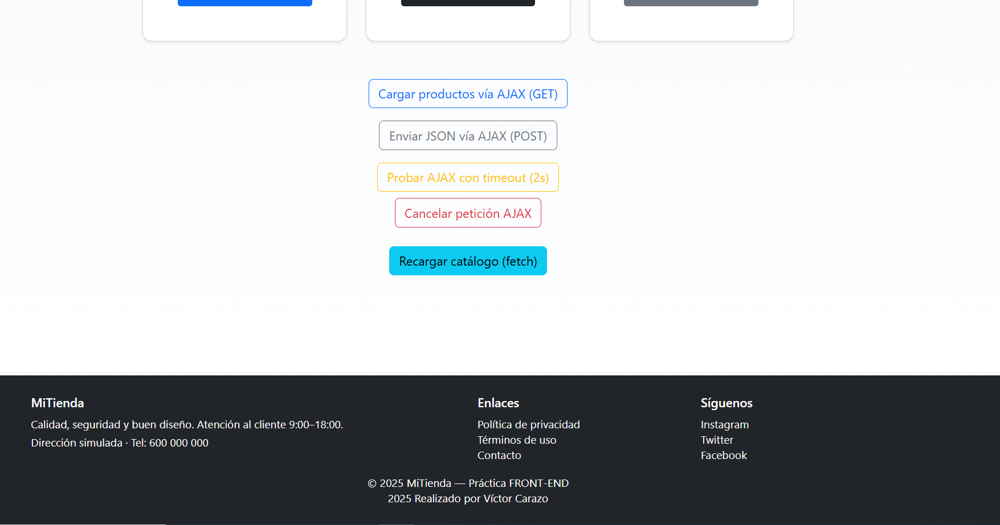 Cargar productos vía AJAX (GET)
Enviar JSON vía AJAX (POST)
Probar AJAX con timeout (2s)
Cancelar petición AJAX
Recargar catálogo (fetch)
MiTienda
Calidad, seguridad y buen diseño. Atención al cliente 9:00–18:00.
Dirección simulada · Tel: 600 000 000
Enlaces
Política de privacidad
Términos de uso
Contacto
Síguenos
Instagram
Twitter
Facebook
© 2025 MiTienda — Práctica FRONT-END
2025 Realizado por Víctor Carazo